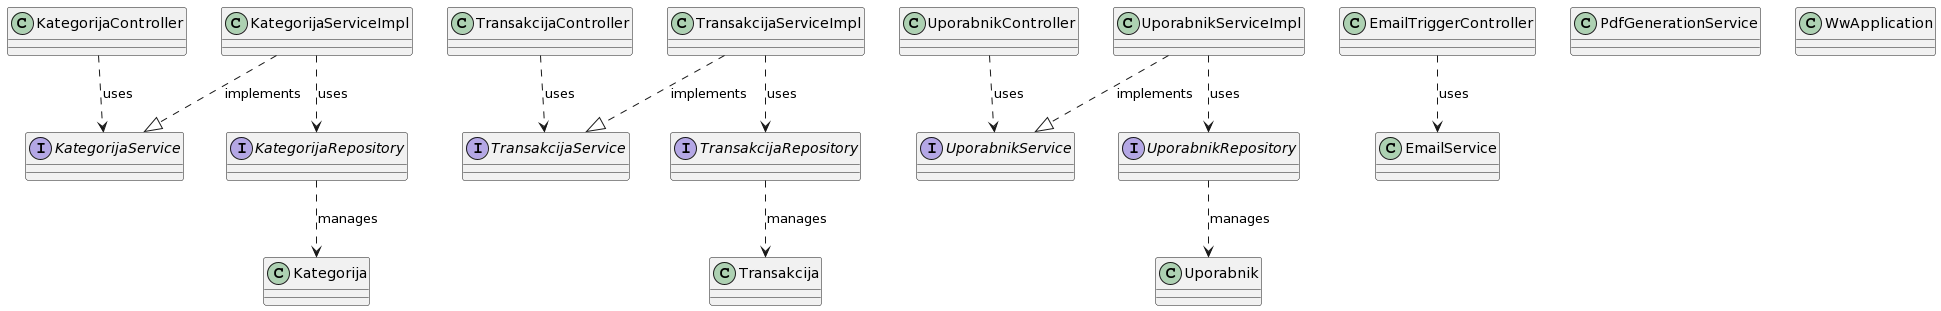 C KategorijaController
C KategorijaServiceImpl
C TransakcijaController
C TransakcijaServiceImpl
C UporabnikController
C UporabnikServiceImpl
C EmailTriggerController
C PdfGenerationService
C WwApplication
uses
implements
uses
uses
implements
uses
uses
implements
uses
uses
I KategorijaService
I KategorijaRepository
I TransakcijaService
I TransakcijaRepository
I UporabnikService
I UporabnikRepository
C EmailService
manages
manages
manages
C Kategorija
C Transakcija
C Uporabnik